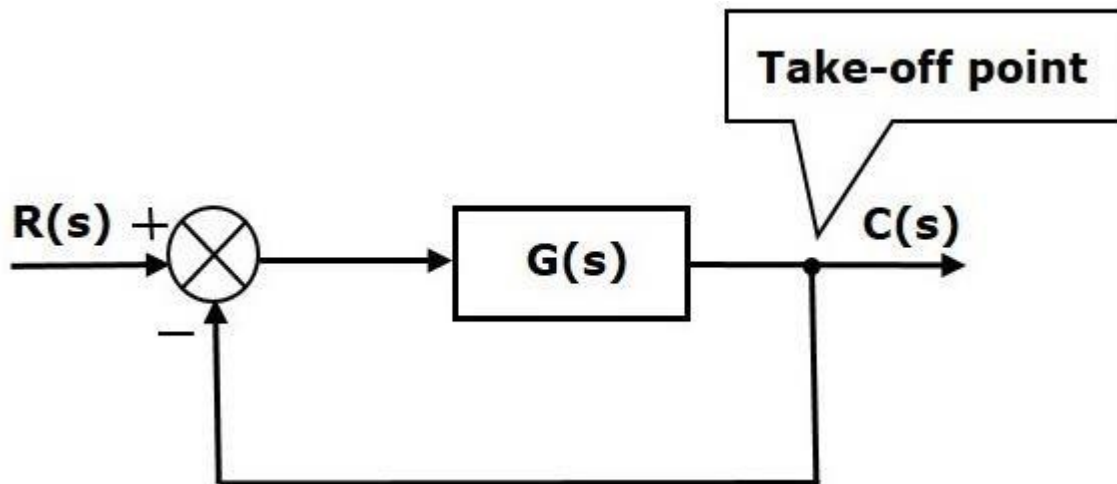 Take-off point
R(s) +
G(s)
C(s)
−